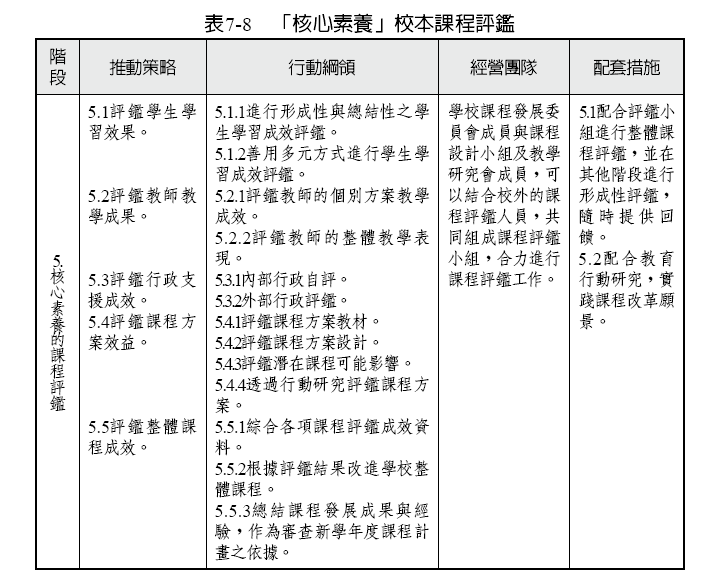 表7-8 「核心素養」校本課程評鑑
階段
推動策略
行動綱領
經營團隊
配套措施
5.核心素養的課程評鑑
5.1評鑑學生學
習效果。
5.2評鑑教師教
學成果。
5.3評鑑行政支
援成效。
5.4評鑑課程方
案效益。
5.5評鑑整體課
程成效。
5.1.1進行形成性與總結性之學
生學習成效評鑑。
5.1.2善用多元方式進行學生學
習成效評鑑。
5.2.1評鑑教師的個別方案教學
成效。
5.2.2評鑑教師的整體教學表
現。
5.3.1內部行政自評。
5.3.2外部行政評鑑。
5.4.1評鑑課程方案教材。
5.4.2評鑑課程方案設計。
5.4.3評鑑潛在課程可能影響。
5.4.4透過行動研究評鑑課程方
案。
5.5.1綜合各項課程評鑑成效資
料。
5.5.2根據評鑑結果改進學校整
體課程。
5.5.3總結課程發展成果與經
驗，作為審查新學年度課程計
畫之依據。
學校課程發展委
員會成員與課程
設計小組及教學
研究會成員，可
以結合校外的課
程評鑑人員，共
同組成課程評鑑
小組，合力進行
課程評鑑工作。
5.1配合評鑑小
組進行整體課
程評鑑，並在
其他階段進行
形成性評鑑，
隨時提供回
饋。
5.2配合教育
行動研究，實
踐課程改革願
景。